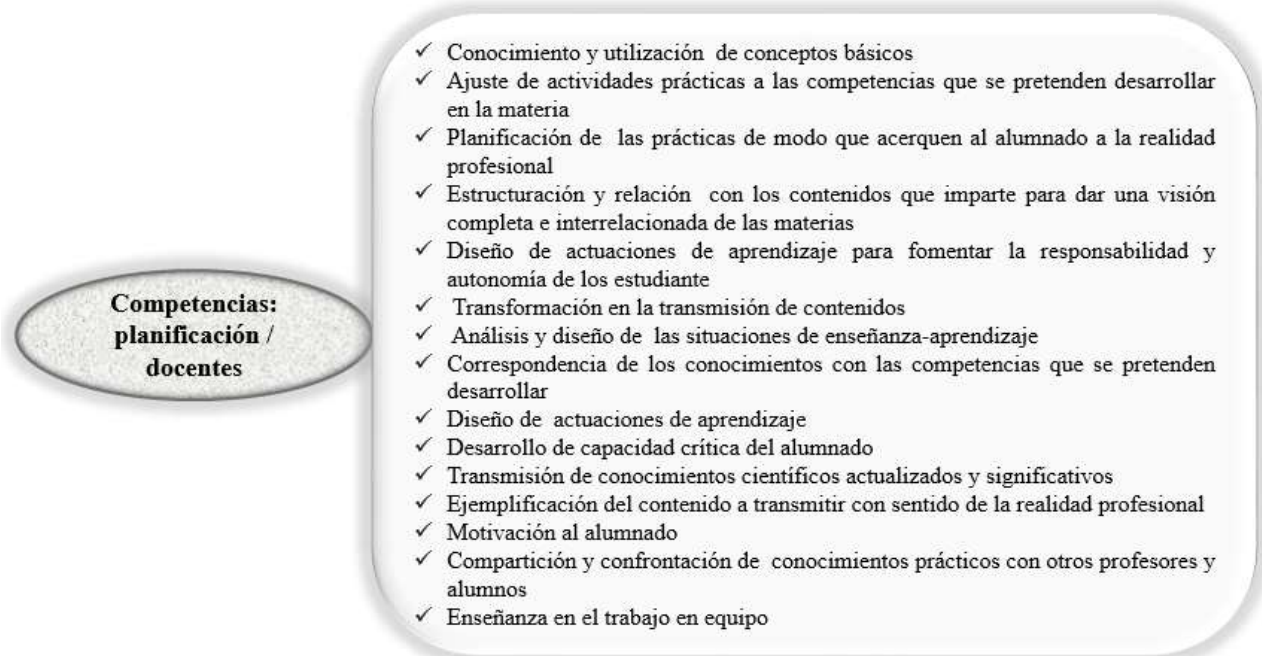 Competencias:
planificación /
docentes
✓ Conocimiento y utilización de conceptos básicos
✓ Ajuste de actividades prácticas a las competencias que se pretenden desarrollar
en la materia
✓ Planificación de las prácticas de modo que acerquen al alumnado a la realidad
profesional
✓ Estructuración y relación con los contenidos que imparte para dar una visión
completa e interrelacionada de las materias
✓ Diseño de actuaciones de aprendizaje para fomentar la responsabilidad y
autonomía de los estudiante
✓ Transformación en la transmisión de contenidos
✓ Análisis y diseño de las situaciones de enseñanza-aprendizaje
✓ Correspondencia de los conocimientos con las competencias que se pretenden
desarrollar
✓ Diseño de actuaciones de aprendizaje
✓ Desarrollo de capacidad crítica del alumnado
✓ Transmisión de conocimientos científicos actualizados y significativos
✓ Ejemplificación del contenido a transmitir con sentido de la realidad profesional
✓ Motivación al alumnado
✓ Compartición y confrontación de conocimientos prácticos con otros profesores y
alumnos
✓ Enseñanza en el trabajo en equipo